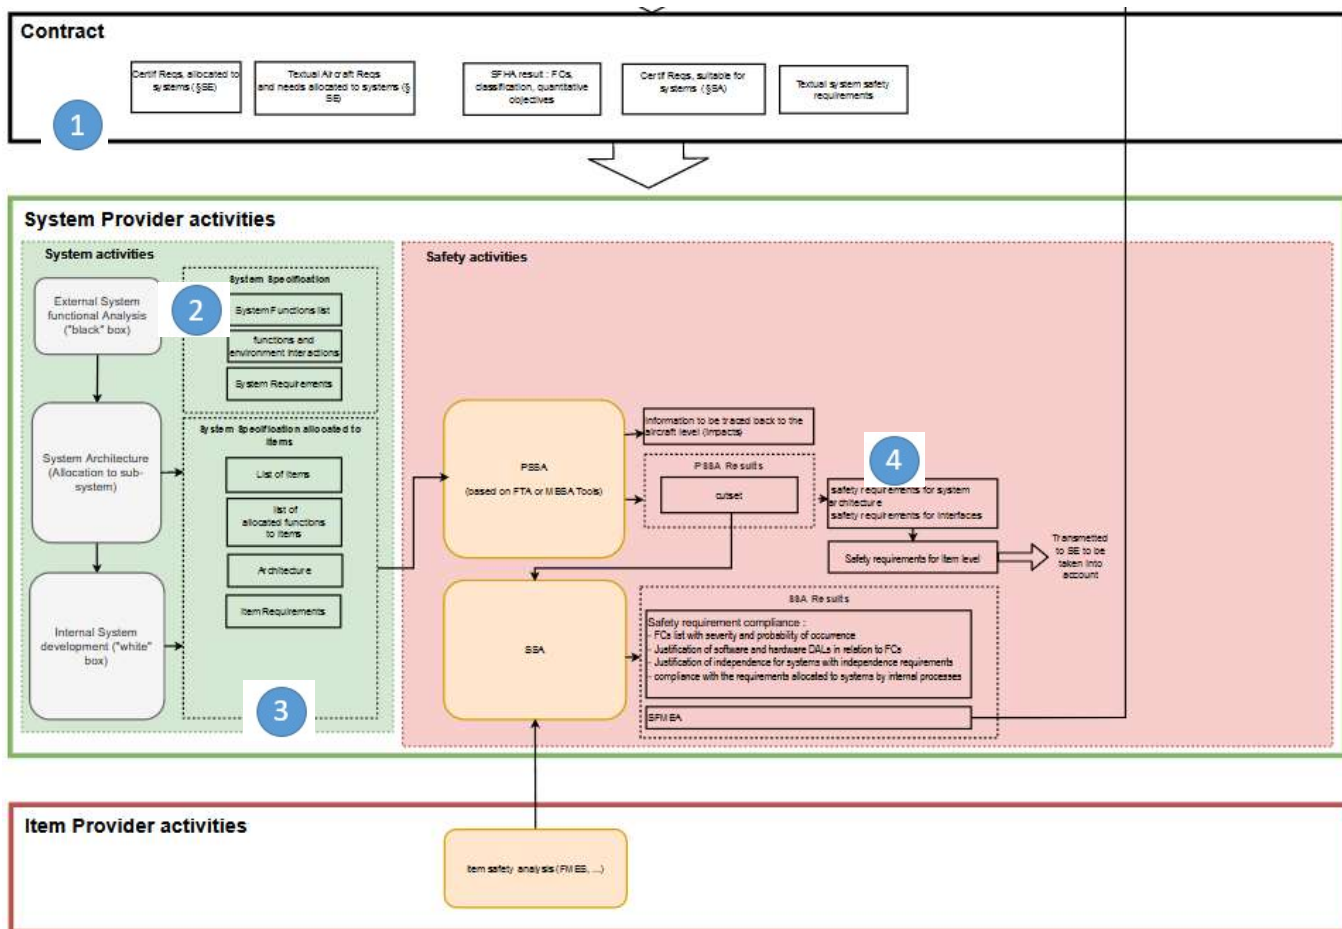 Contract
Certif Reqs, allocated to
systems (§SE)
Textual Aircraft Reqs
and needs allocated to systems (§
SE)
SFHA result : FCs,
classification, quantitative
objectives
Certif Reqs, suitable for
systems (§SA)
Textual system safety
requirements
1
System Provider activities
System activities
External System
functional Analysis
("black" box)
2
System Specification
System Functions list
functions and
environment interactions
System Requirements
System Architecture
(Allocation to sub-
system)
System Specification allocated to
items
List of items
list of
allocated functions
to items
Architecture
Item Requirements
Internal System
development ("white"
box)
3
Safety activities
PSSA
(based on FTA or MBSA Tools)
Information to be traced back to the
aircraft level (impacts)
PSSA Results
cutset
4
safety requirements for system
architecture
safety requirements for interfaces
Safety requirements for item level
Transmetted
to SE to be
taken into
account
SSA
SSA Results
Safety requirement compliance :
- FCs list with severity and probability of occurrence
- Justification of software and hardware DALs in relation to FCs
- Justification of independence for systems with independence requirements
- compliance with the requirements allocated to systems by internal processes
SFMEA
Item Provider activities
Item safety analysis (FMES, ...)